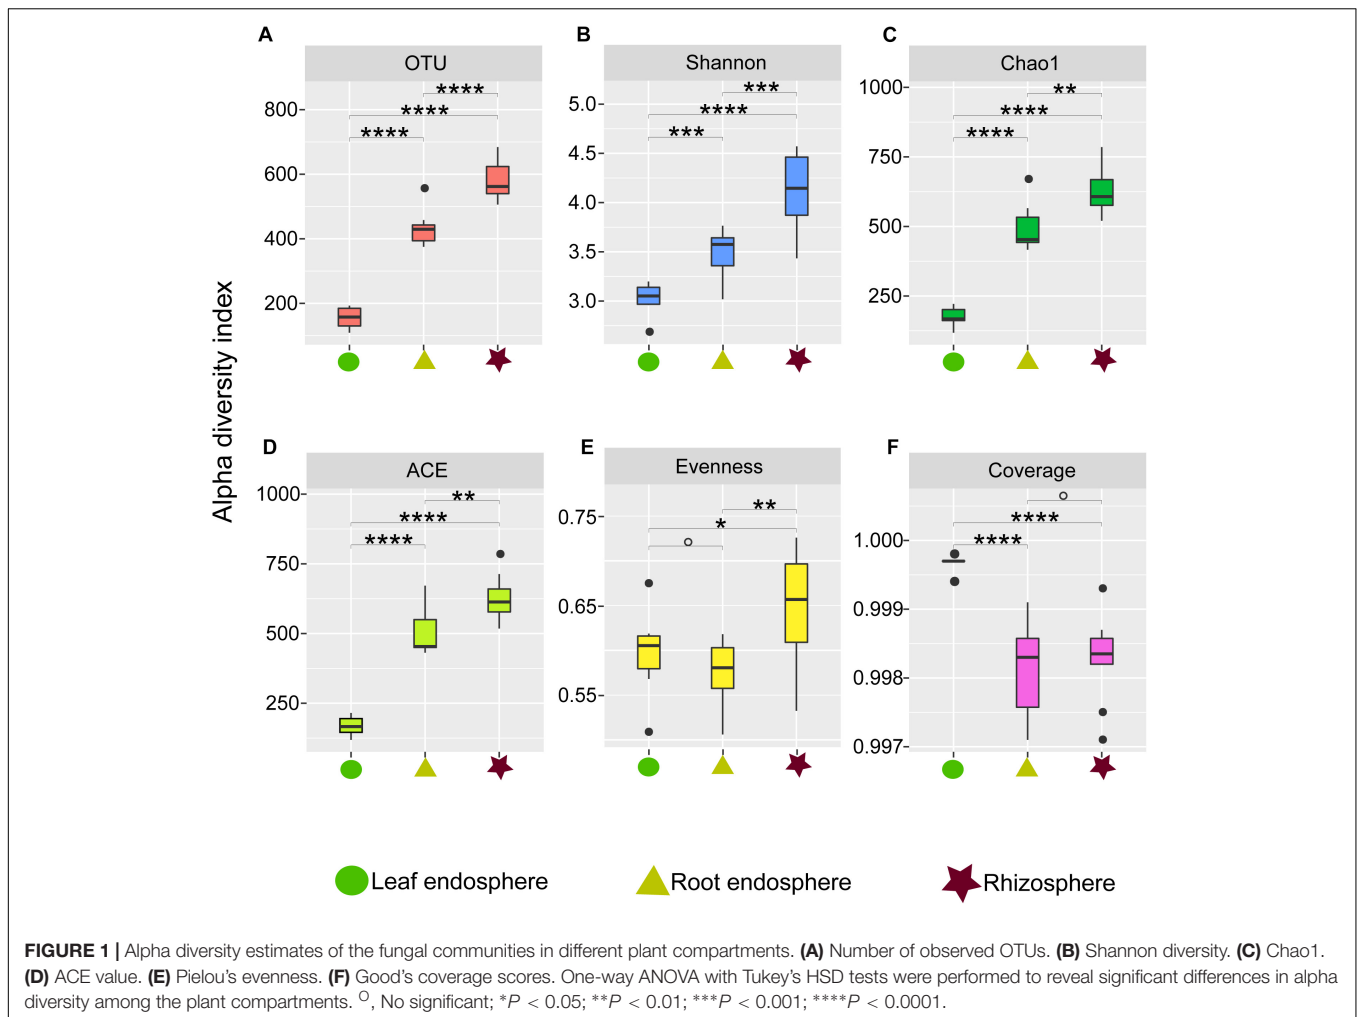 A
B
C
OTU
Shannon
Chao1
****
****
****
800
600
400
200
***
****
***
5.0
4.5
4.0
3.5
3.0
**
****
****
1000
750
500
250
Alpha diversity index
D
E
F
ACE
Evenness
Coverage
**
****
****
1000
750
500
250
**
*
○
0.75
0.65
0.55
○
****
****
1.000
0.999
0.998
0.997
Leaf endosphere
Root endosphere
Rhizosphere
FIGURE 1 | Alpha diversity estimates of the fungal communities in different plant compartments. (A) Number of observed OTUs. (B) Shannon diversity. (C) Chao1.
(D) ACE value. (E) Pielou's evenness. (F) Good's coverage scores. One-way ANOVA with Tukey's HSD tests were performed to reveal significant differences in alpha
diversity among the plant compartments. O, No significant; *P < 0.05; **P < 0.01; ***P < 0.001; ****P < 0.0001.